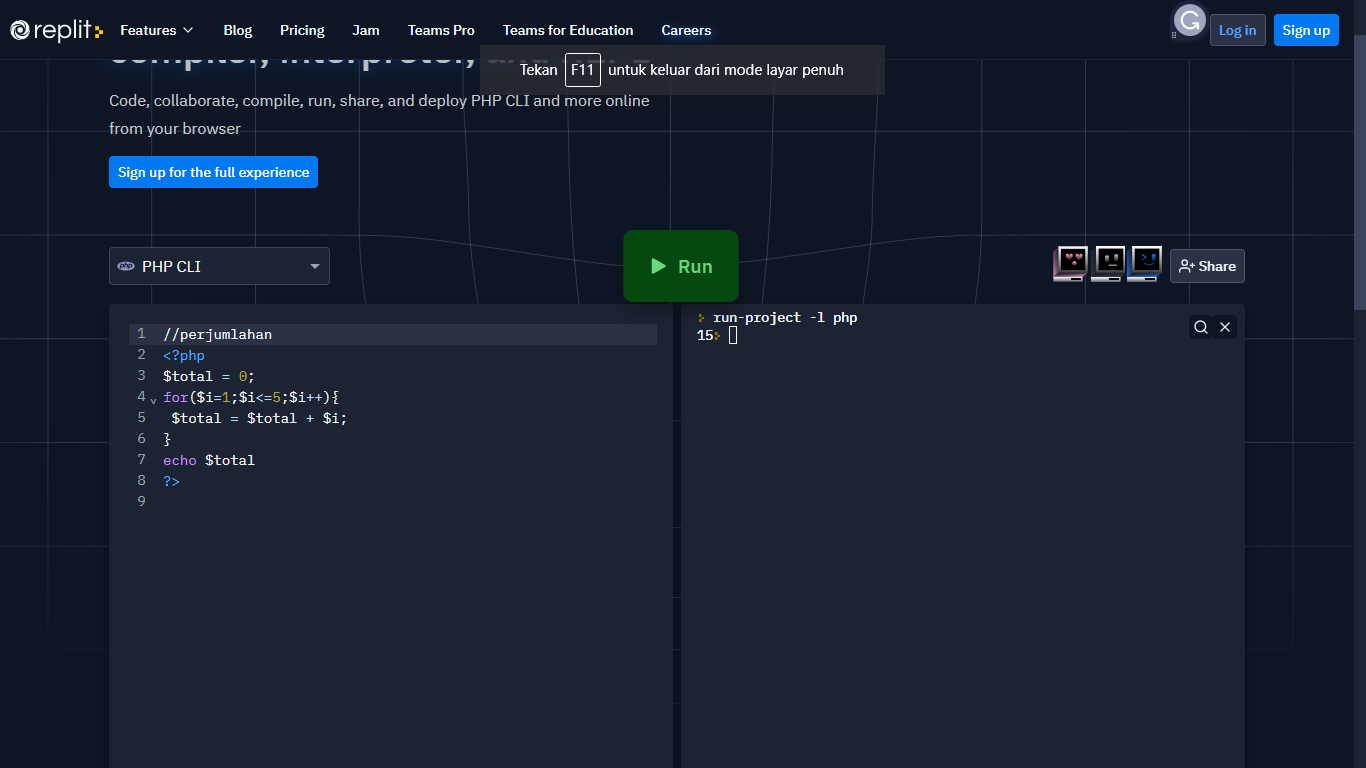 replit
Features
Blog
Pricing
Jam
Teams Pro
Teams for Education
Careers
G
Log in
Sign up
Tekan F11 untuk keluar dari mode layar penuh
Code, collaborate, compile, run, share, and deploy PHP CLI and more online
from your browser
Sign up for the full experience
php PHP CLI
Run
Share
1 //perjumlahan
2 <?php
3 $total = 0;
4 for($i=1;$i<=5;$i++){
5 $total = $total + $i;
6 }
7 echo $total
8 ?>
9
run-project -l php
15